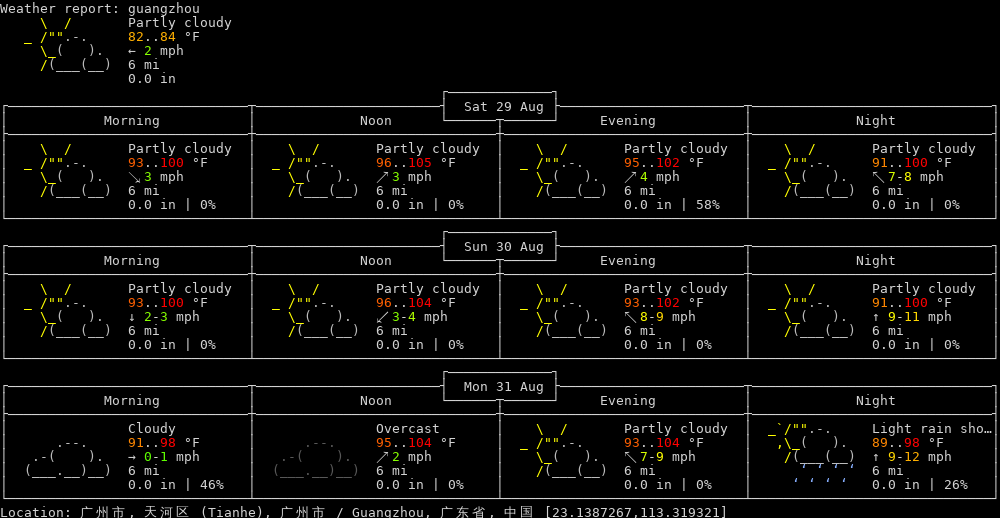 Weather report: guangzhou
Partly cloudy
82..84 °F
← 2 mph
6 mi
0.0 in
Sat 29 Aug
Morning Noon Evening Night
Partly cloudy Partly cloudy Partly cloudy Partly cloudy
93..100 °F 96..105 °F 95..102 °F 91..100 °F
↘ 3 mph ↗ 3 mph ↗ 4 mph ↖ 7-8 mph
6 mi 6 mi 6 mi 6 mi
0.0 in | 0% 0.0 in | 0% 0.0 in | 58% 0.0 in | 0%
Sun 30 Aug
Morning Noon Evening Night
Partly cloudy Partly cloudy Partly cloudy Partly cloudy
93..100 °F 96..104 °F 93..102 °F 91..100 °F
↓ 2-3 mph ↙ 3-4 mph ↖ 8-9 mph ↑ 9-11 mph
6 mi 6 mi 6 mi 6 mi
0.0 in | 0% 0.0 in | 0% 0.0 in | 0% 0.0 in | 0%
Mon 31 Aug
Morning Noon Evening Night
Cloudy Overcast Partly cloudy Light rain sho…
91..98 °F 95..104 °F 93..104 °F 89..98 °F
→ 0-1 mph ↗ 2 mph ↖ 7-9 mph ↑ 9-12 mph
6 mi 6 mi 6 mi 6 mi
0.0 in | 46% 0.0 in | 0% 0.0 in | 0% 0.0 in | 26%
Location: 广州市, 天河区 (Tianhe), 广州市 / Guangzhou, 广东省, 中国 [23.1387267,113.319321]